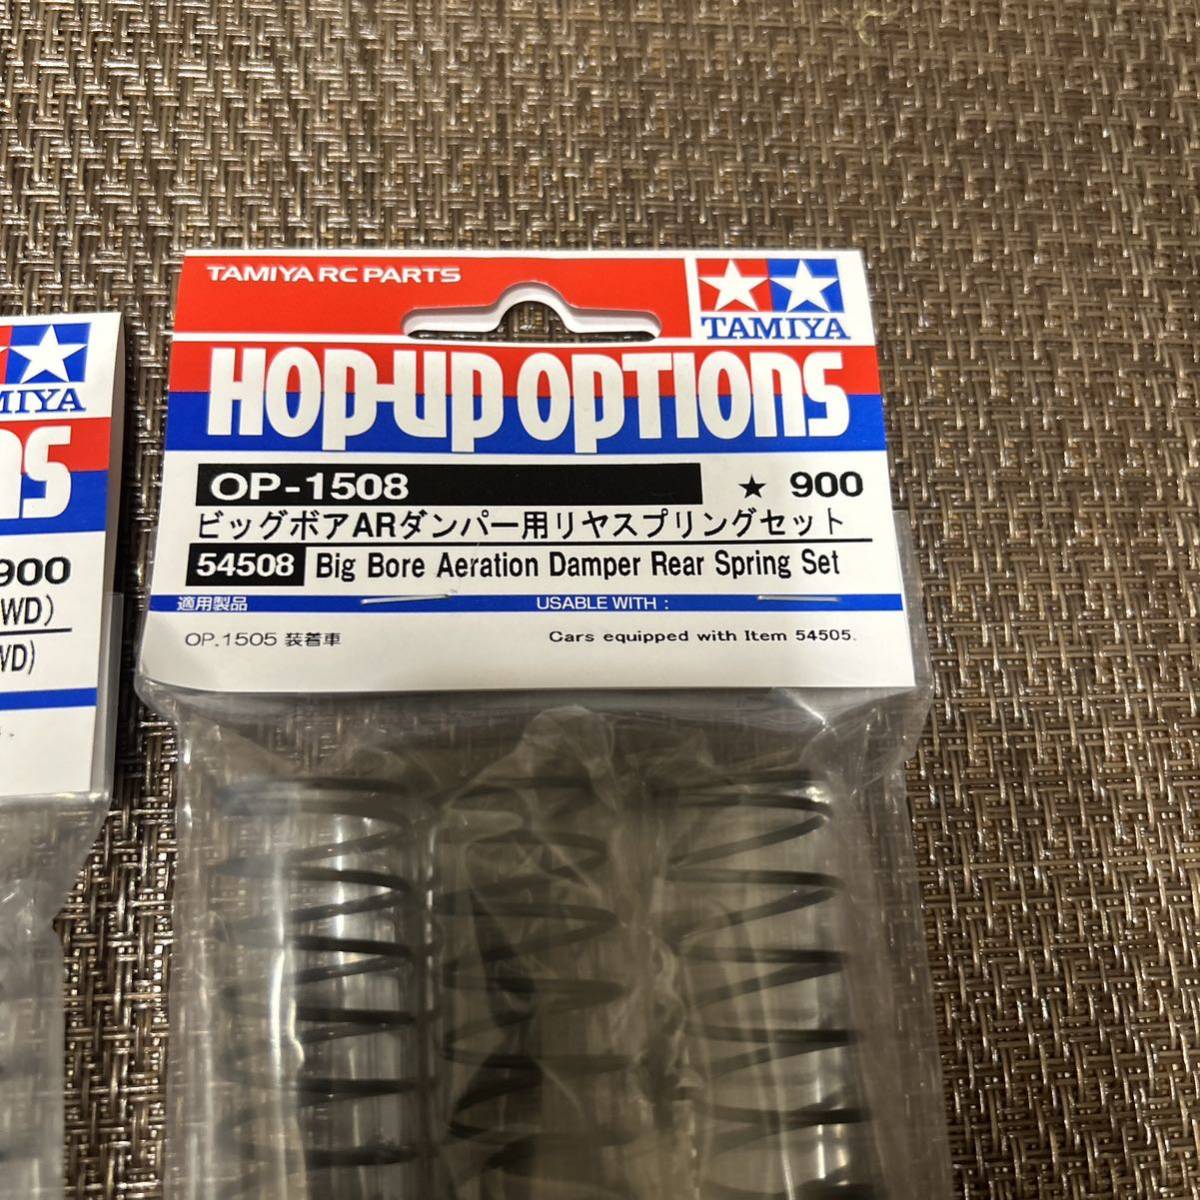 TAMIYA RC PARTS
TAMIYA
HOP-UP OPTIONS
OP-1508
★ 900
ビッグボアARダンパー用リヤスプリングセット
54508 Big Bore Aeration Damper Rear Spring Set
適用製品
USABLE WITH :
OP.1505 装着車
Cars equipped with Item 54505.
MIYA
NS
900
WD)
WD)